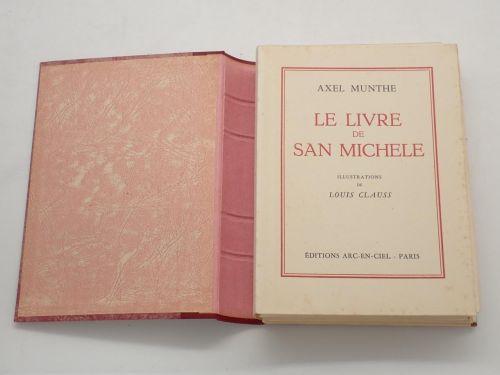 AXEL MUNTHE
LE LIVRE
DE
SAN MICHELE
ILLUSTRATIONS
DE
LOUIS CLAUSS
ÉDITIONS ARC-EN-CIEL - PARIS